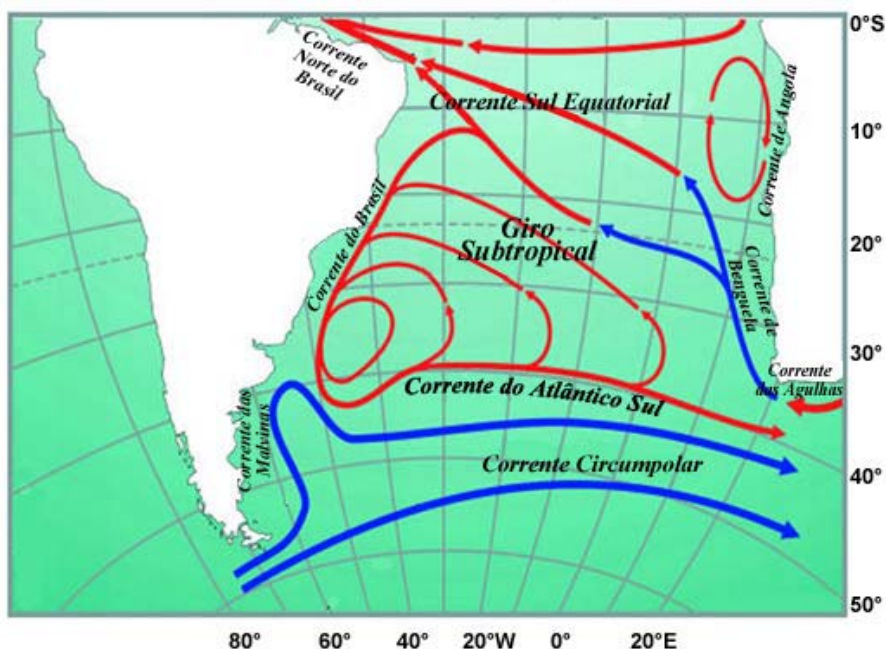 0°S
Corrente
Norte do
Brasil
Corrente Sul Equatorial
Corrente de Angola
10°
Corrente do Brasil
Giro
Subtropical
20°
Corrente de
Benguela
30°
Corrente
das Agulhas
Corrente do Atlântico Sul
Corrente das
Malvinas
Corrente Circumpolar
40°
50°
80°
60°
40°
20°W
0°
20°E